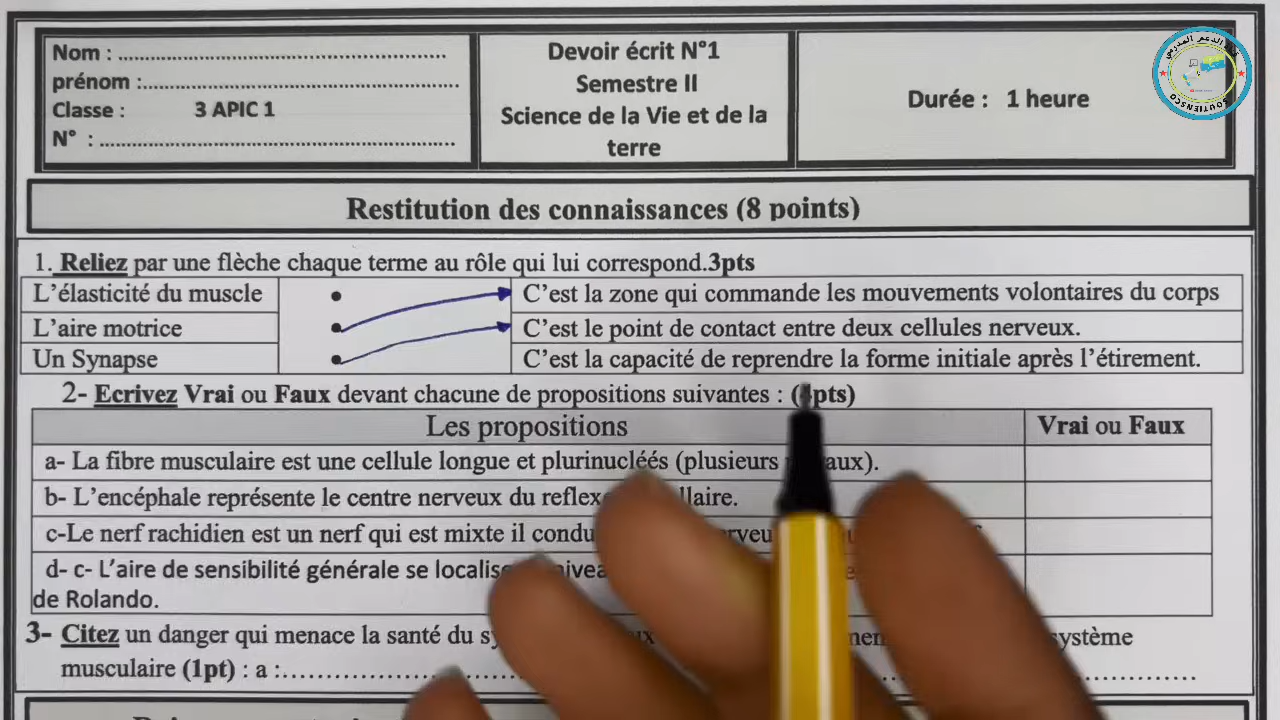 Nom :
prénom :
Classe : 3 APIC 1
N° :
Devoir écrit N°1
Semestre II
Science de la Vie et de la
terre
Durée : 1 heure
SOUTIENSCO
Restitution des connaissances (8 points)
1. Reliez par une flèche chaque terme au rôle qui lui correspond.3pts
L’élasticité du muscle C’est la zone qui commande les mouvements volontaires du corps
L’aire motrice C’est le point de contact entre deux cellules nerveux.
Un Synapse C’est la capacité de reprendre la forme initiale après l’étirement.
2- Ecrivez Vrai ou Faux devant chacune de propositions suivantes :
Les propositions Vrai ou Faux
a- La fibre musculaire est une cellule longue et plurinucléés (plusieurs
b- L’encéphale représente le centre nerveux du
c-Le nerf rachidien est un nerf qui est mixte il
d- c- L’aire de sensibilité générale se
de Rolando.
3- Citez un danger qui menace la santé du système
musculaire (1pt) : a :